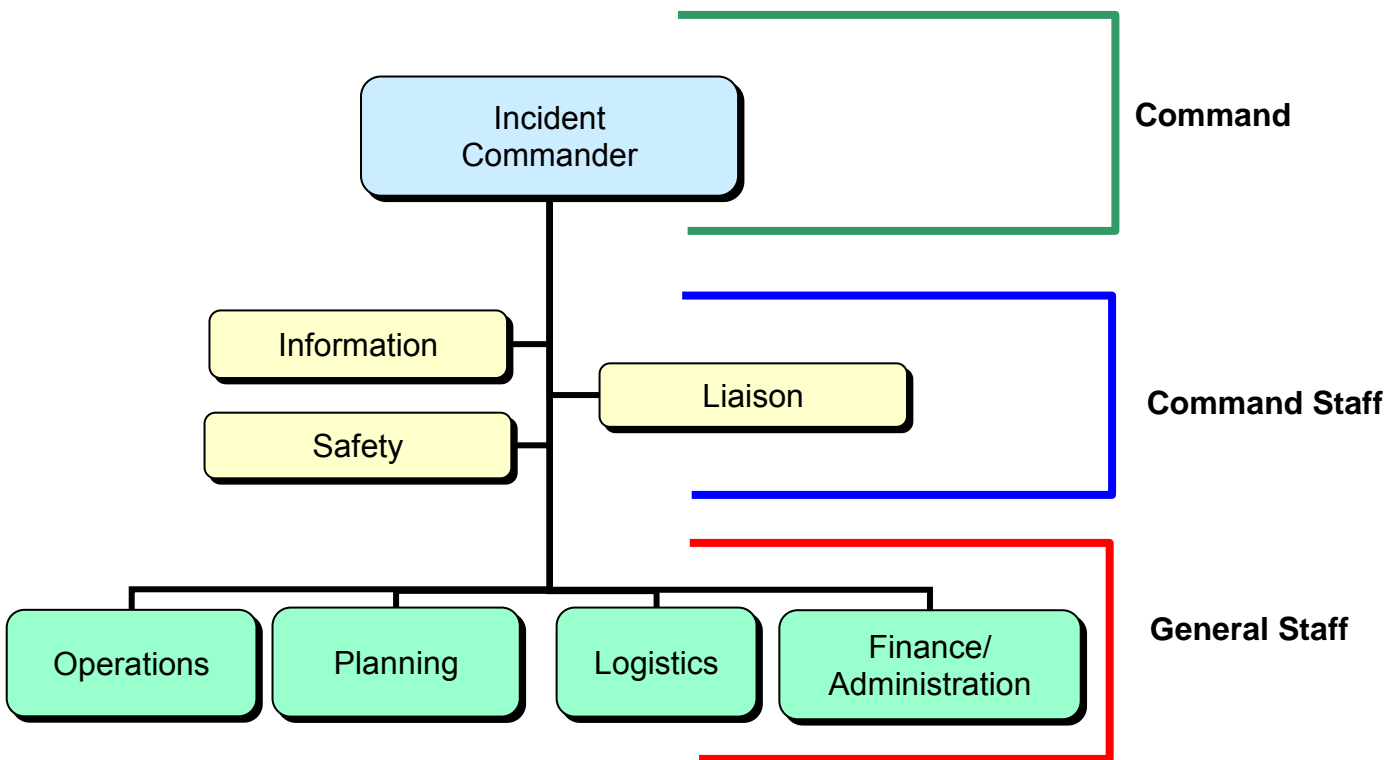 Incident
Commander
Command
Information
Liaison
Safety
Command Staff
Operations
Planning
Logistics
Finance/
Administration
General Staff